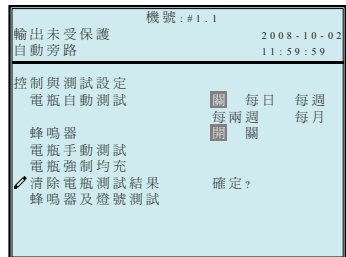 機號:#1.1
輸出未受保護 2008-10-02
自動旁路 11:59:59
控制與測試設定
電瓶自動測試 關 每日 每週
每兩週 每月
蜂鳴器 開 關
電瓶手動測試
電瓶強制均充
清除電瓶測試結果 確定?
蜂鳴器及燈號測試